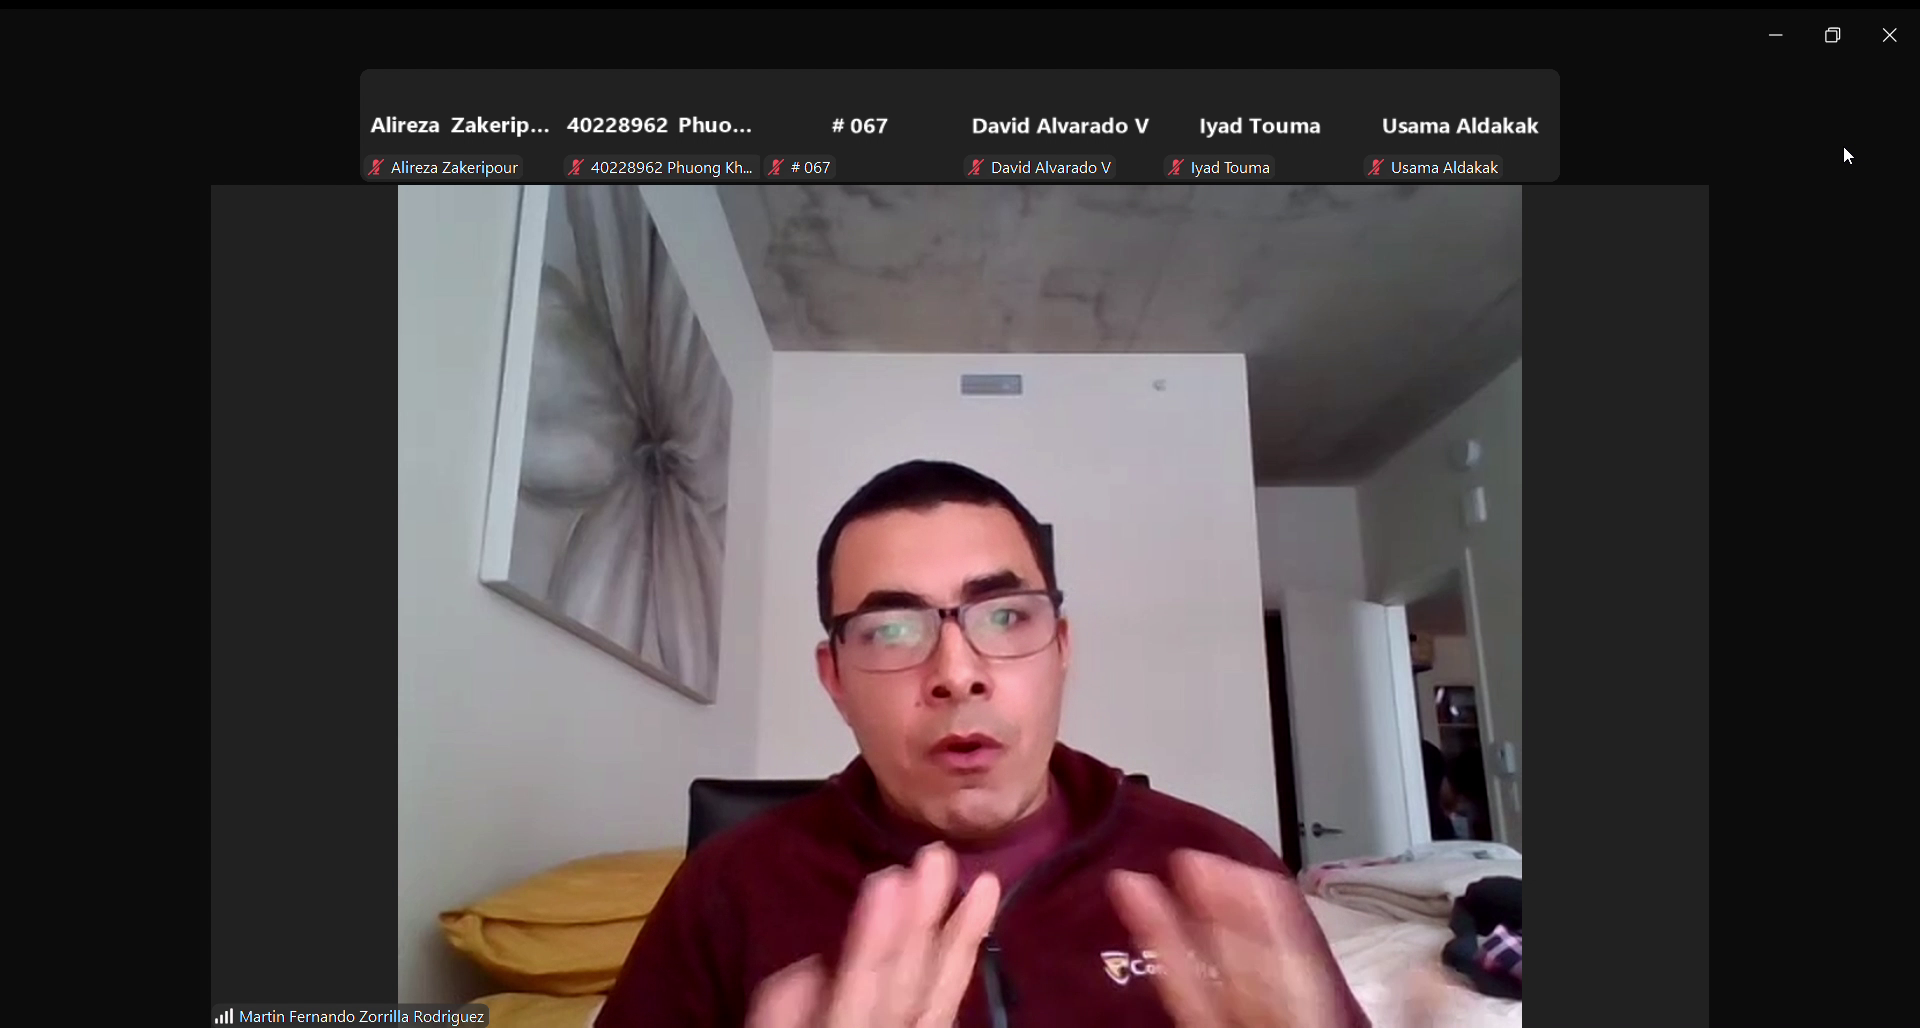 Alireza Zakerip...
40228962 Phuo...
# 067
David Alvarado V
Iyad Touma
Usama Aldakak
Alireza Zakeripour
40228962 Phuong Kh...
# 067
David Alvarado V
Iyad Touma
Usama Aldakak
Martin Fernando Zorrilla Rodriguez